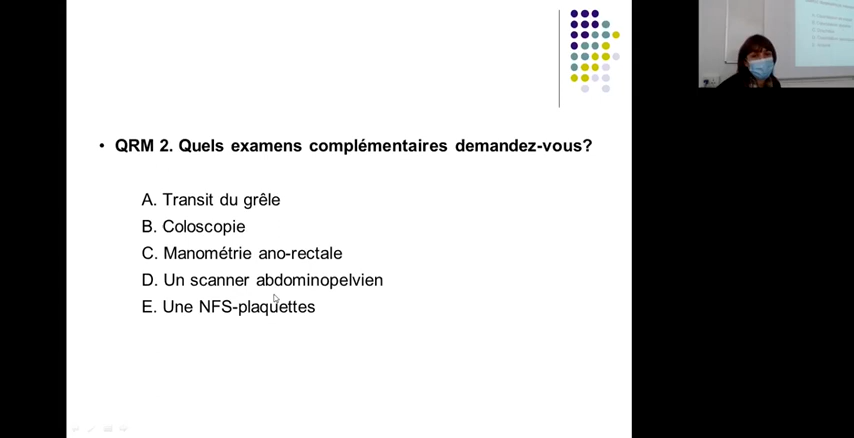 • QRM 2. Quels examens complémentaires demandez-vous?
A. Transit du grêle
B. Coloscopie
C. Manométrie ano-rectale
D. Un scanner abdominopelvien
E. Une NFS-plaquettes